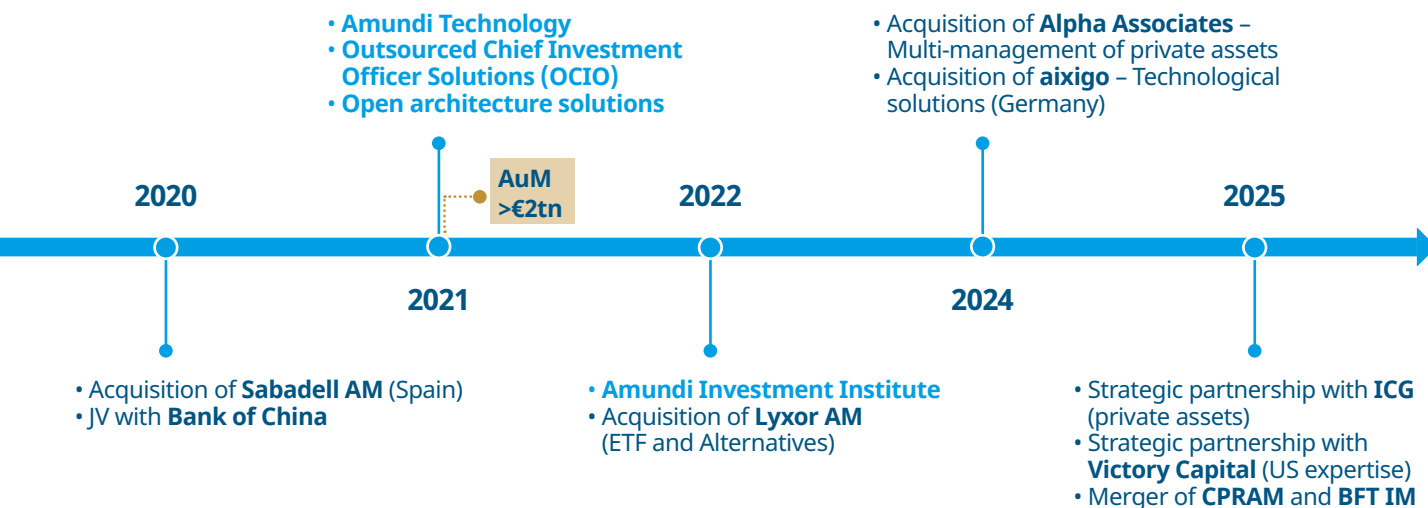 • Amundi Technology
• Outsourced Chief Investment
Officer Solutions (OCIO)
• Open architecture solutions
• Acquisition of Alpha Associates –
Multi-management of private assets
• Acquisition of aixigo – Technological
solutions (Germany)
AuM
>€2tn
2020
2022
2025
2021
2024
• Acquisition of Sabadell AM (Spain)
• JV with Bank of China
• Amundi Investment Institute
• Acquisition of Lyxor AM
(ETF and Alternatives)
• Strategic partnership with ICG
(private assets)
• Strategic partnership with
Victory Capital (US expertise)
• Merger of CPRAM and BFT IM